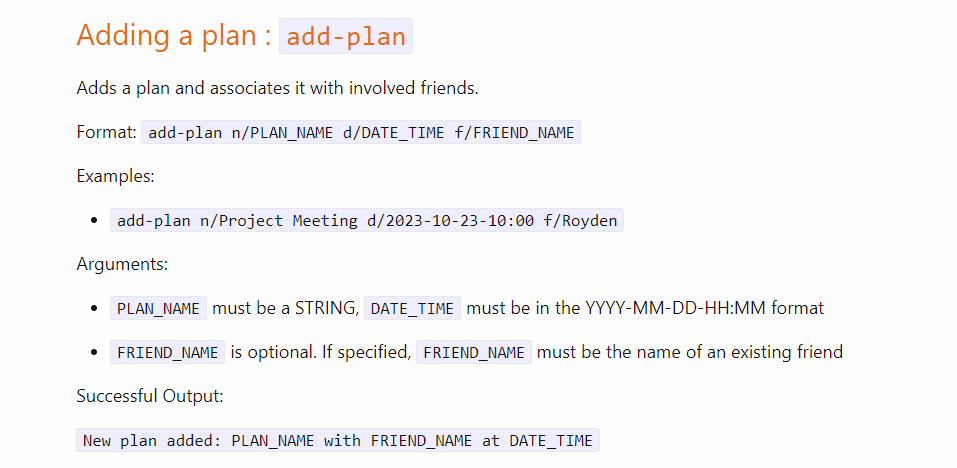 Adding a plan : add-plan
Adds a plan and associates it with involved friends.
Format: add-plan n/PLAN_NAME d/DATE_TIME f/FRIEND_NAME
Examples:
• add-plan n/Project Meeting d/2023-10-23-10:00 f/Royden
Arguments:
• PLAN_NAME must be a STRING, DATE_TIME must be in the YYYY-MM-DD-HH:MM format
• FRIEND_NAME is optional. If specified, FRIEND_NAME must be the name of an existing friend
Successful Output:
New plan added: PLAN_NAME with FRIEND_NAME at DATE_TIME